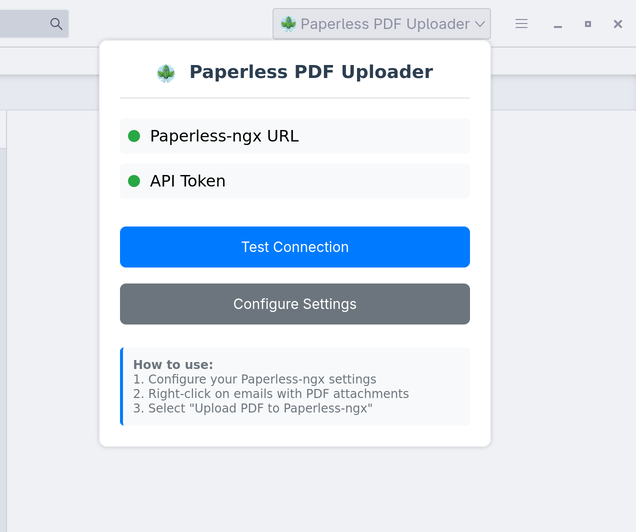 Paperless PDF Uploader
Paperless PDF Uploader
Paperless-ngx URL
API Token
Test Connection
Configure Settings
How to use:
1. Configure your Paperless-ngx settings
2. Right-click on emails with PDF attachments
3. Select "Upload PDF to Paperless-ngx"